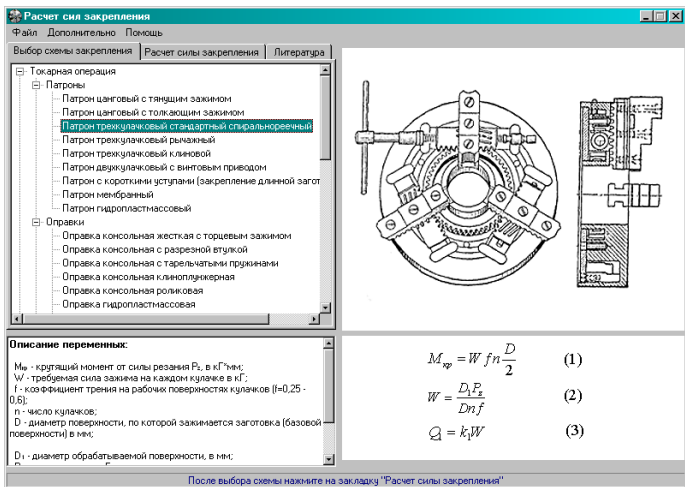 Расчет сил закрепления
Файл Дополнительно Помощь
Выбор схемы закрепления Расчет силы закрепления Литература
Токарная операция
Патроны
Патрон цанговый с тянущим зажимом
Патрон цанговый с толкающим зажимом
Патрон трехкулачковый стандартный спиральнореечный
Патрон трехкулачковый рычажный
Патрон трехкулачковый клиновой
Патрон двухкулачковый с винтовым приводом
Патрон с короткими уступами (закрепление длинной загот
Патрон мембранный
Патрон гидропластмассовый
Оправки
Оправка консольная жесткая с торцевым зажимом
Оправка консольная с разрезной втулкой
Оправка консольная с тарельчатыми пружинами
Оправка консольная клиноплунжерная
Оправка консольная роликовая
Оправка гидропластмассовая
Описание переменных:
Mкр - крутящий момент от силы резания Pz, в кГ*мм;
W - требуемая сила зажима на каждом кулачке в кГ;
f - коэффициент трения на рабочих поверхностях кулачков (f=0,25 -
0,6);
n - число кулачков;
D - диаметр поверхности, по которой зажимается заготовка (базовой
поверхности) в мм;
D₁ - диаметр обрабатываемой поверхности, в мм;
Mкр = W f n D/2 (1)
W = D₁Pz / Dnf (2)
Q₁ = k₁W (3)
После выбора схемы нажмите на закладку "Расчет силы закрепления"